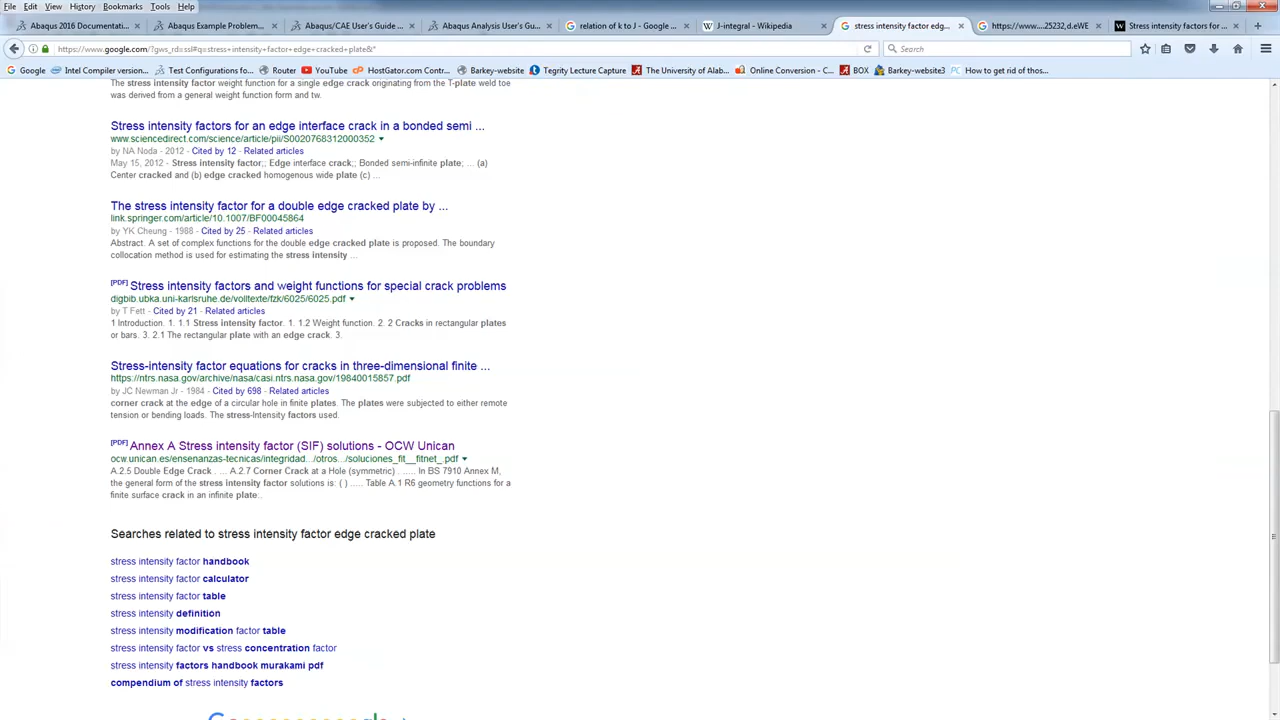 File Edit View History Bookmarks Tools Help
Abaqus 2016 Documentati... Abaqus Example Problem... Abaqus/CAE User's Guide ... Abaqus Analysis User's Gu... relation of k to J - Google ... J-integral - Wikipedia stress intensity factor edg... https://www....25232_d.eWE Stress intensity factors for ...
https://www.google.com/?gws_rd=ssl#q=stress+intensity+factor+edge+cracked+plate&* Search
Google Intel Compiler version... Test Configurations fo... Router YouTube HostGator.com Contr... Barkey-website Tegrity Lecture Capture The University of Alab... Online Conversion - C... BOX Barkey-website3 How to get rid of thos...
The stress intensity factor weight function for a single edge crack originating from the T-plate weld toe
was derived from a general weight function form and tw.
Stress intensity factors for an edge interface crack in a bonded semi ...
www.sciencedirect.com/science/article/pii/S0020768312000352
by NA Noda - 2012 - Cited by 12 - Related articles
May 15, 2012 - Stress intensity factor;; Edge interface crack;; Bonded semi-infinite plate; ... (a)
Center cracked and (b) edge cracked homogenous wide plate (c) ...
The stress intensity factor for a double edge cracked plate by ...
link.springer.com/article/10.1007/BF00045864
by YK Cheung - 1988 - Cited by 25 - Related articles
Abstract. A set of complex functions for the double edge cracked plate is proposed. The boundary
collocation method is used for estimating the stress intensity ...
[PDF] Stress intensity factors and weight functions for special crack problems
digbib.ubka.uni-karlsruhe.de/volltexte/fzk/6025/6025.pdf
by T Fett - Cited by 21 - Related articles
1 Introduction. 1. 1.1 Stress intensity factor. 1. 1.2 Weight function. 2. 2 Cracks in rectangular plates
or bars. 3. 2.1 The rectangular plate with an edge crack. 3.
Stress-intensity factor equations for cracks in three-dimensional finite ...
https://ntrs.nasa.gov/archive/nasa/casi.ntrs.nasa.gov/19840015857.pdf
by JC Newman Jr - 1984 - Cited by 698 - Related articles
corner crack at the edge of a circular hole in finite plates. The plates were subjected to either remote
tension or bending loads. The stress-Intensity factors used.
[PDF] Annex A Stress intensity factor (SIF) solutions - OCW Unican
ocw.unican.es/ensenanzas-tecnicas/integridad.../otros.../soluciones_fit__fitnet_.pdf
A.2.5 Double Edge Crack . ... A.2.7 Corner Crack at a Hole (symmetric) . ..... In BS 7910 Annex M,
the general form of the stress intensity factor solutions is: ( ) ..... Table A.1 R6 geometry functions for a
finite surface crack in an infinite plate:.
Searches related to stress intensity factor edge cracked plate
stress intensity factor handbook
stress intensity factor calculator
stress intensity factor table
stress intensity definition
stress intensity modification factor table
stress intensity factor vs stress concentration factor
stress intensity factors handbook murakami pdf
compendium of stress intensity factors